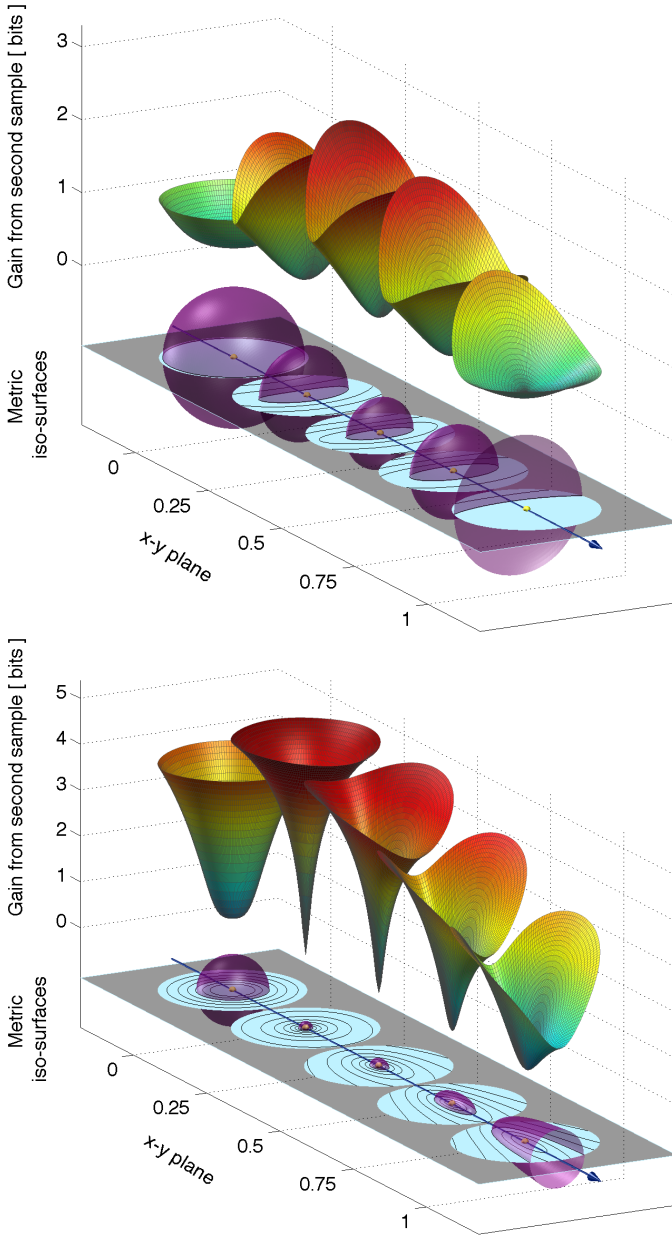 Gain from second sample [ bits ]
3
2
1
0
Metric
iso-surfaces
0
0.25
0.5
0.75
1
x-y plane
Gain from second sample [ bits ]
5
4
3
2
1
0
Metric
iso-surfaces
0
0.25
0.5
0.75
1
x-y plane